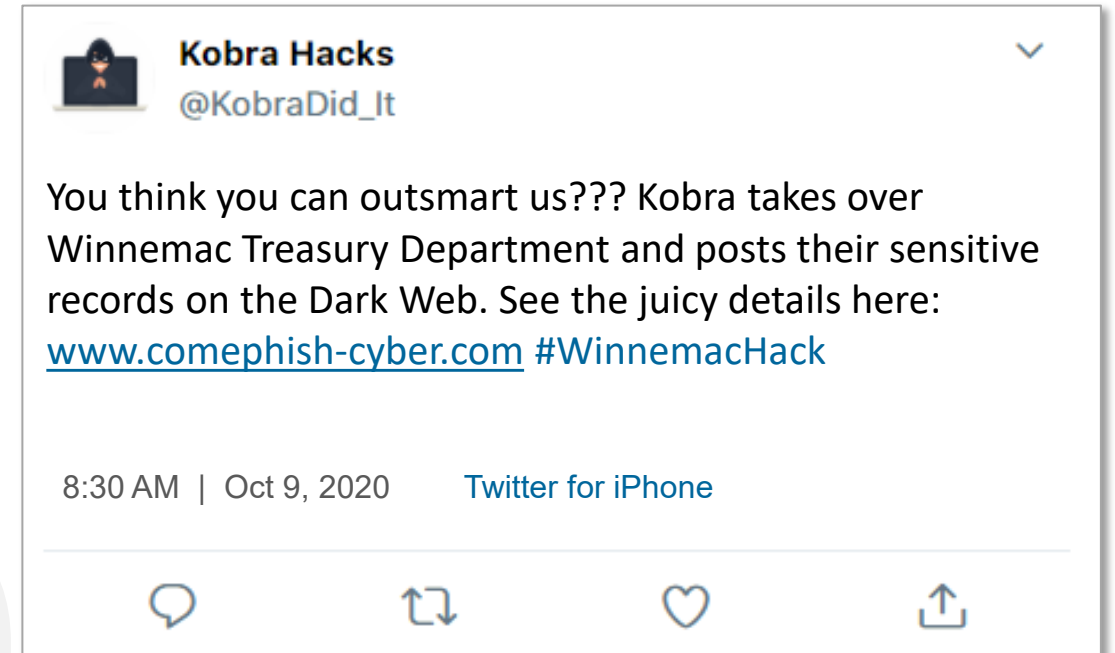 Kobra Hacks
@KobraDid_It
You think you can outsmart us??? Kobra takes over
Winnemac Treasury Department and posts their sensitive
records on the Dark Web. See the juicy details here:
www.comephish-cyber.com #WinnemacHack
8:30 AM | Oct 9, 2020 Twitter for iPhone